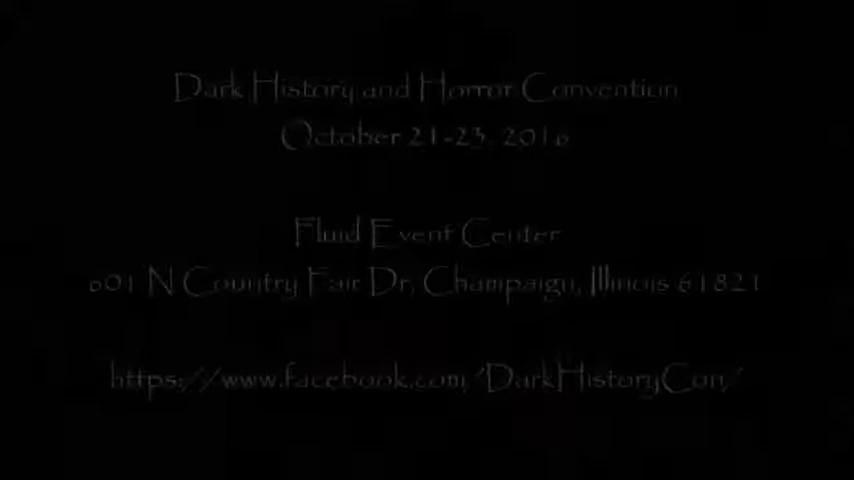 Dark History and Horror Convention
October 21-23, 2016
Fluid Event Center
601 N Country Fair Dr, Champaign, Illinois 61821
https://www.facebook.com/DarkHistoryCon/